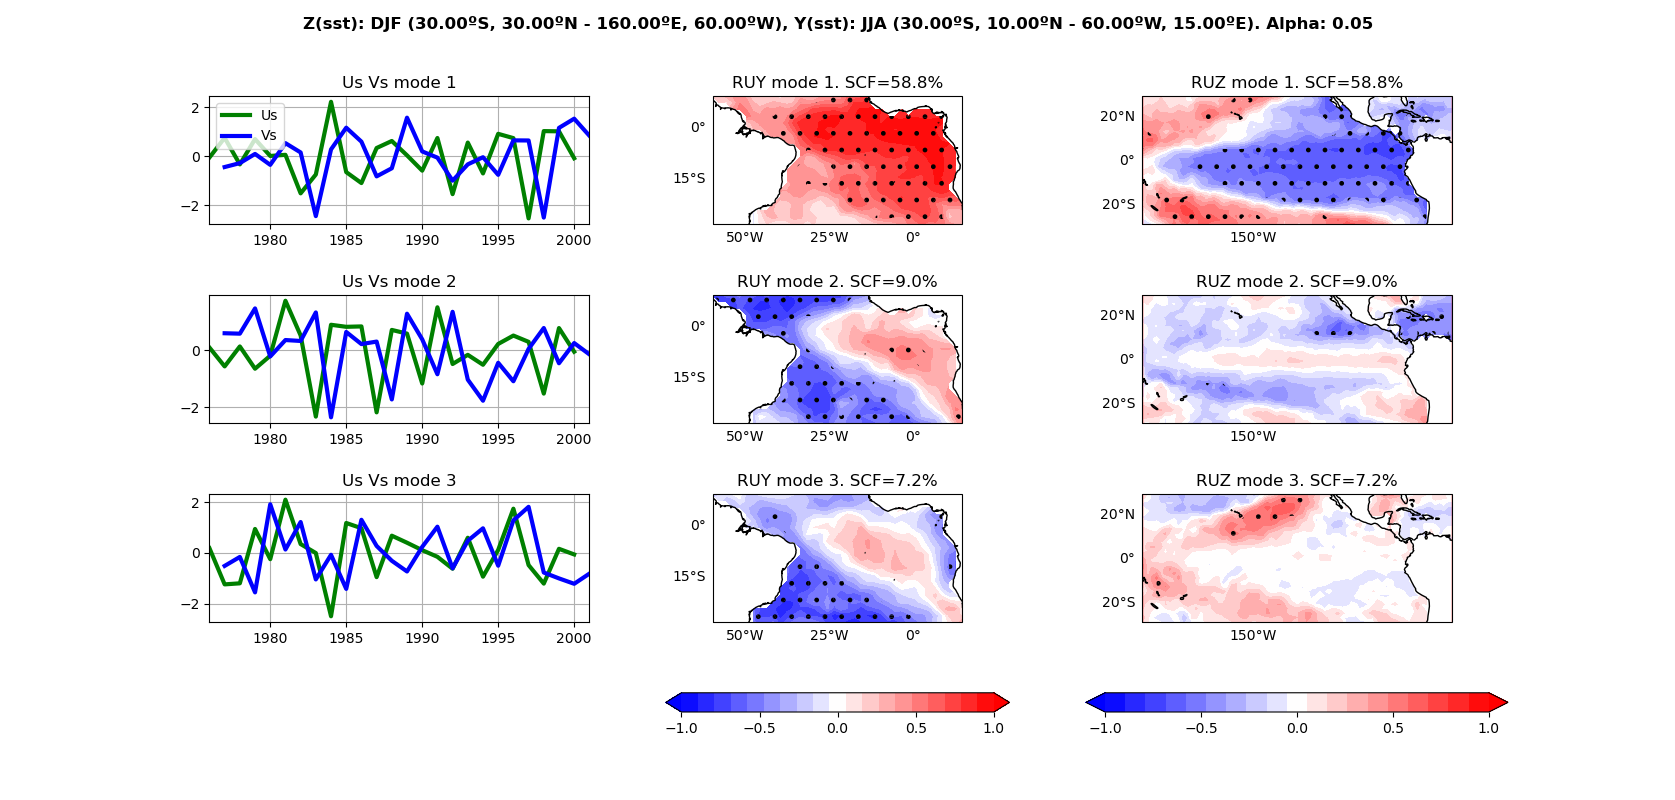 Z(sst): DJF (30.00ºS, 30.00ºN - 160.00ºE, 60.00ºW), Y(sst): JJA (30.00ºS, 10.00ºN - 60.00ºW, 15.00ºE). Alpha: 0.05
Us Vs mode 1
2
0
−2
Us
Vs
1980 1985 1990 1995 2000
RUY mode 1. SCF=58.8%
0°
15°S
50°W 25°W 0°
RUZ mode 1. SCF=58.8%
20°N
0°
20°S
150°W
Us Vs mode 2
0
−2
1980 1985 1990 1995 2000
RUY mode 2. SCF=9.0%
0°
15°S
50°W 25°W 0°
RUZ mode 2. SCF=9.0%
20°N
0°
20°S
150°W
Us Vs mode 3
2
0
−2
1980 1985 1990 1995 2000
RUY mode 3. SCF=7.2%
0°
15°S
50°W 25°W 0°
RUZ mode 3. SCF=7.2%
20°N
0°
20°S
150°W
−1.0 −0.5 0.0 0.5 1.0
−1.0 −0.5 0.0 0.5 1.0